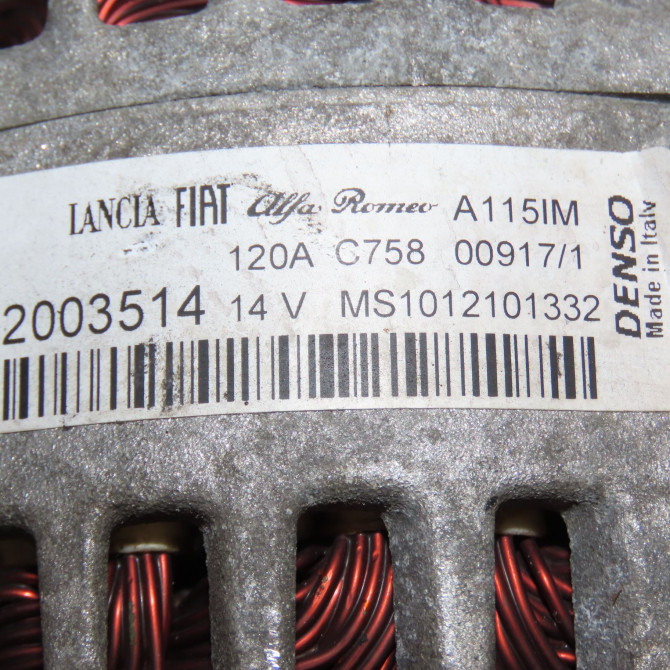 LANCIA FIAT Alfa Romeo A115IM
120A C758 00917/1
2003514 14 V MS1012101332
DENSO
Made in Italy